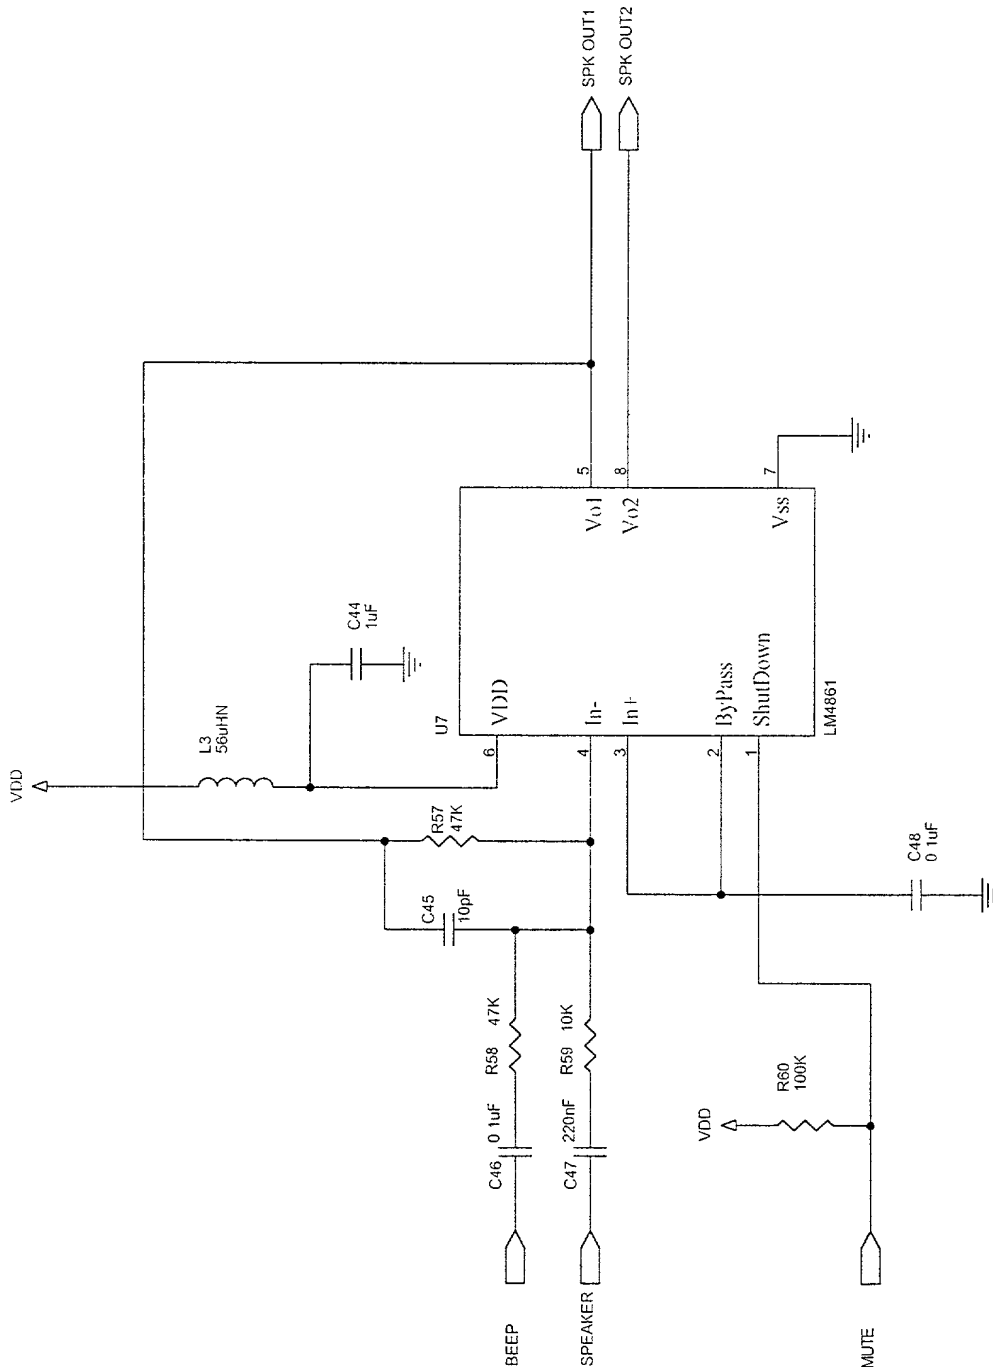 SPK OUT1
SPK OUT2
VDD
L3
56uHN
C44
1uF
R57
47K
C45
10pF
U7
VDD
6
In-
4
In+
3
ByPass
2
ShutDown
1
Vo1
5
Vo2
8
Vss
7
LM4861
C48
0 1uF
R58
47K
R59
10K
C46
0 1uF
C47
220nF
R60
100K
VDD
BEEP
SPEAKER
MUTE